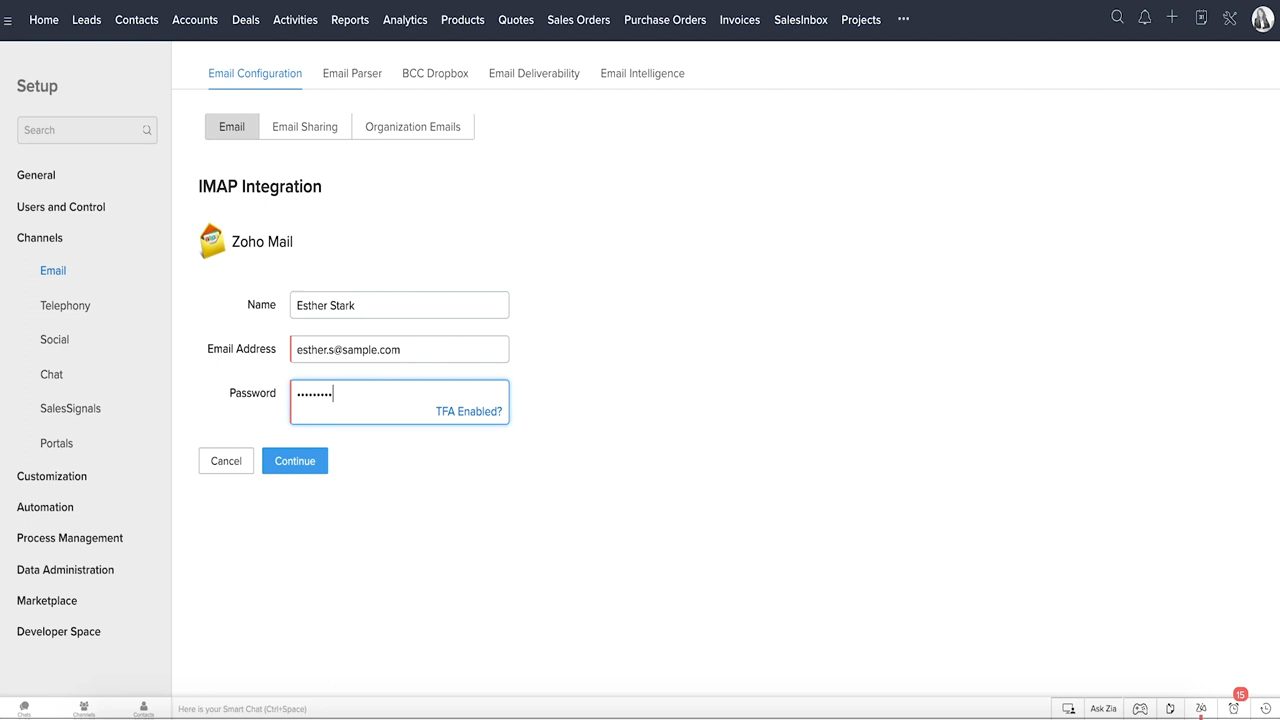 Home Leads Contacts Accounts Deals Activities Reports Analytics Products Quotes Sales Orders Purchase Orders Invoices SalesInbox Projects •••
Setup
Search
General
Users and Control
Channels
Email
Telephony
Social
Chat
SalesSignals
Portals
Customization
Automation
Process Management
Data Administration
Marketplace
Developer Space
Email Configuration Email Parser BCC Dropbox Email Deliverability Email Intelligence
Email Email Sharing Organization Emails
IMAP Integration
Zoho Mail
Name Esther Stark
Email Address esther.s@sample.com
Password •••••••••
TFA Enabled?
Cancel Continue
Chats Channels Contacts Here is your Smart Chat (Ctrl+Space) Ask Zia 15